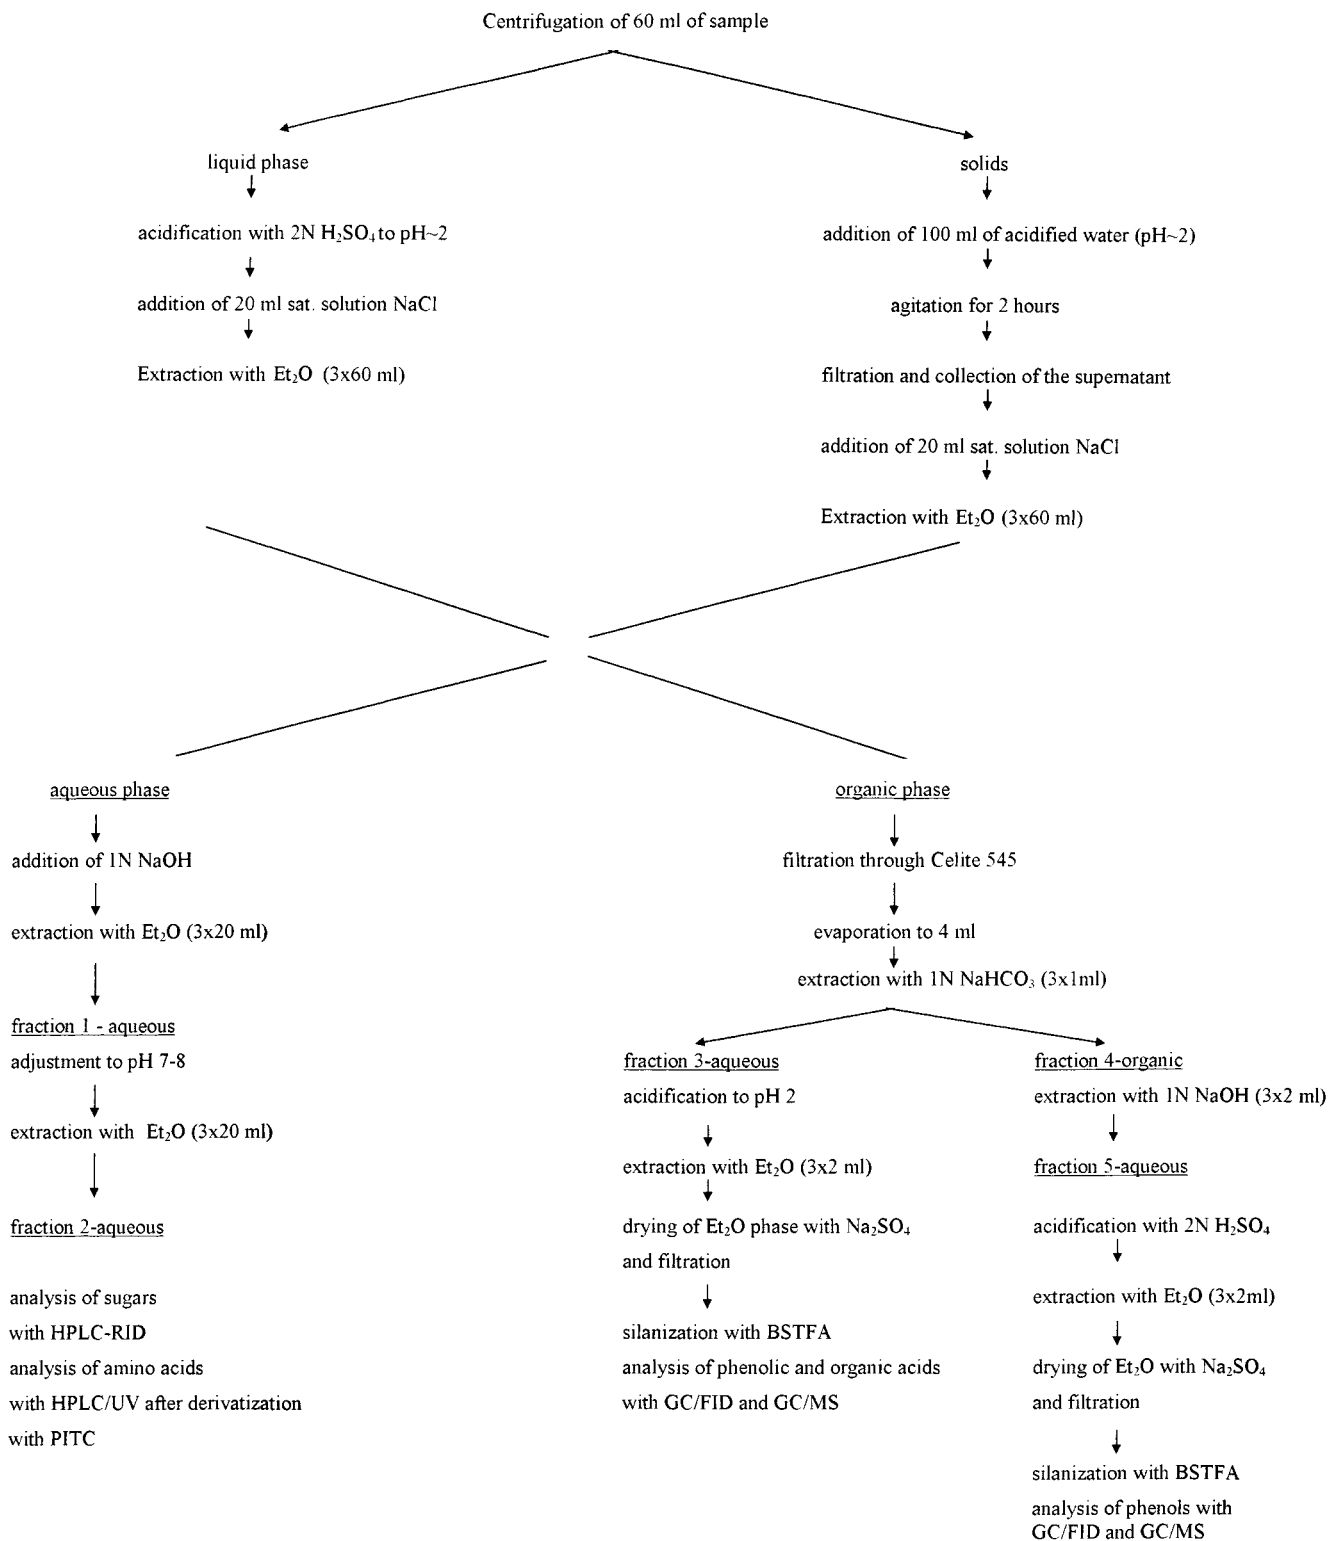 Centrifugation of 60 ml of sample
liquid phase
acidification with 2N H₂SO₄ to pH~2
addition of 20 ml sat. solution NaCl
Extraction with Et₂O (3x60 ml)
solids
addition of 100 ml of acidified water (pH~2)
agitation for 2 hours
filtration and collection of the supernatant
addition of 20 ml sat. solution NaCl
Extraction with Et₂O (3x60 ml)
aqueous phase
addition of 1N NaOH
extraction with Et₂O (3x20 ml)
fraction 1 - aqueous
adjustment to pH 7-8
extraction with Et₂O (3x20 ml)
fraction 2-aqueous
analysis of sugars
with HPLC-RID
analysis of amino acids
with HPLC/UV after derivatization
with PITC
organic phase
filtration through Celite 545
evaporation to 4 ml
extraction with 1N NaHCO₃ (3x1ml)
fraction 3-aqueous
acidification to pH 2
extraction with Et₂O (3x2 ml)
drying of Et₂O phase with Na₂SO₄
and filtration
silanization with BSTFA
analysis of phenolic and organic acids
with GC/FID and GC/MS
fraction 4-organic
extraction with 1N NaOH (3x2 ml)
fraction 5-aqueous
acidification with 2N H₂SO₄
extraction with Et₂O (3x2ml)
drying of Et₂O with Na₂SO₄
and filtration
silanization with BSTFA
analysis of phenols with
GC/FID and GC/MS